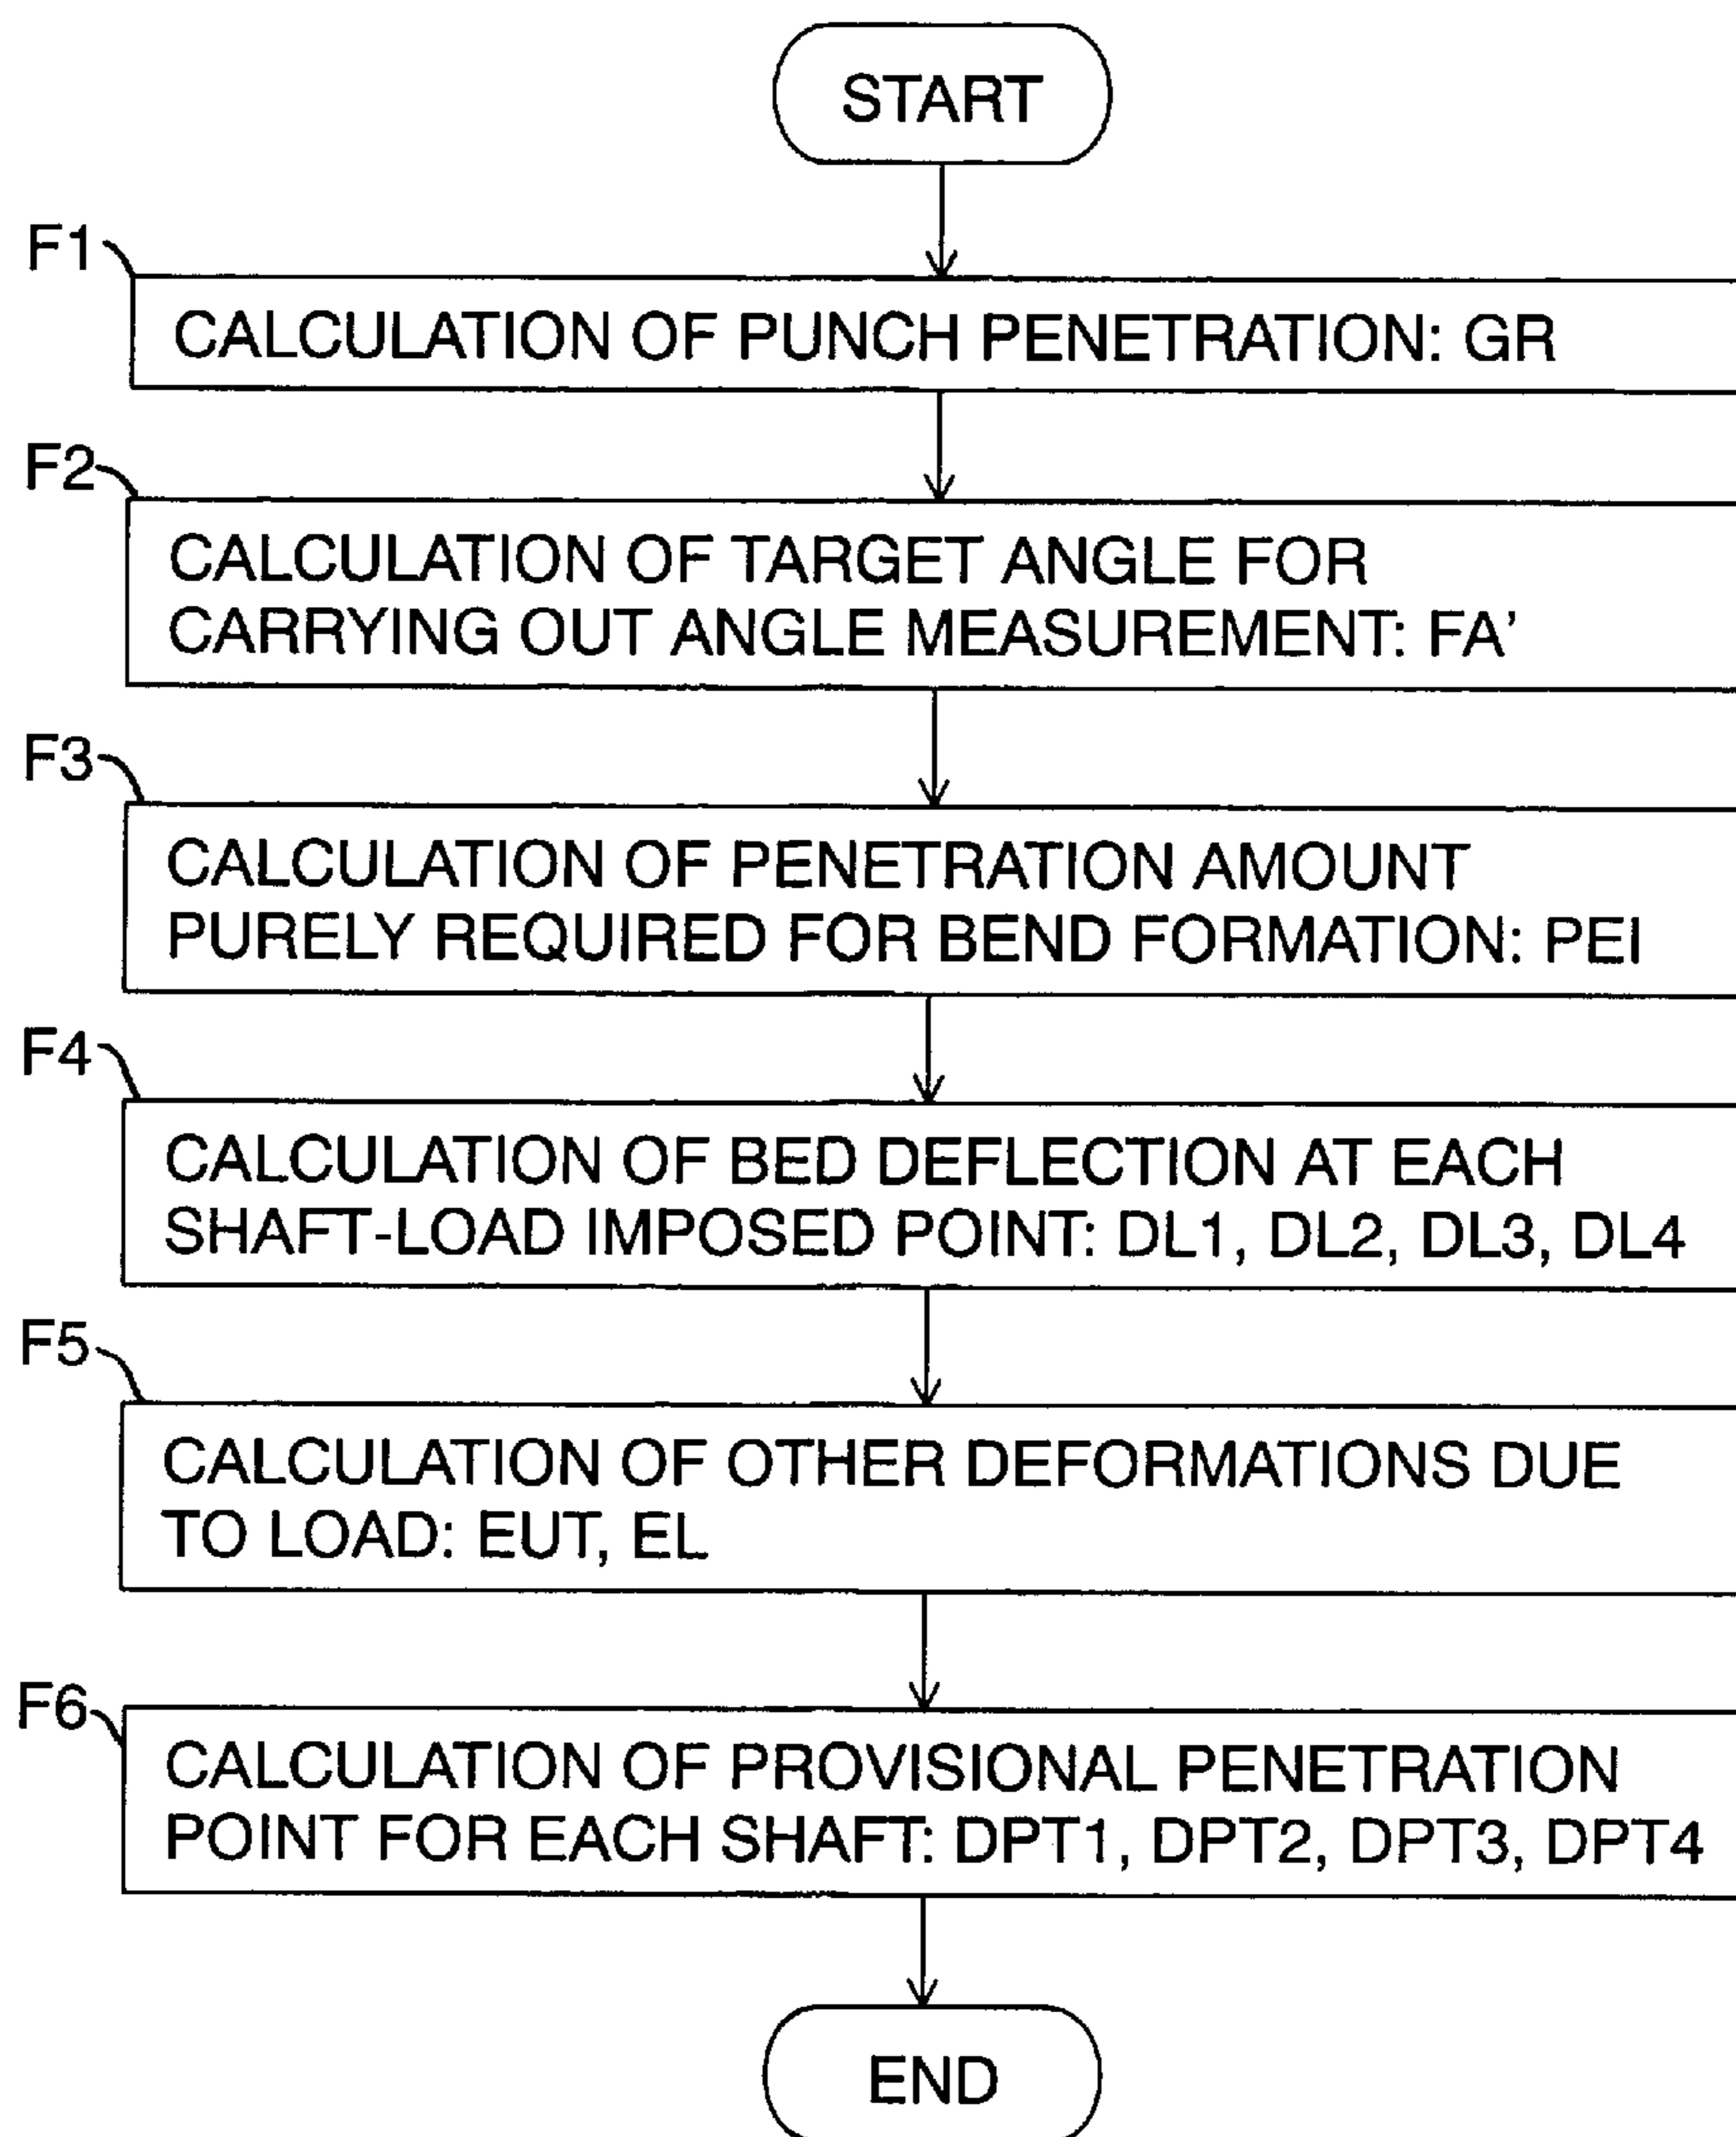 START
F1
CALCULATION OF PUNCH PENETRATION: GR
F2
CALCULATION OF TARGET ANGLE FOR
CARRYING OUT ANGLE MEASUREMENT: FA'
F3
CALCULATION OF PENETRATION AMOUNT
PURELY REQUIRED FOR BEND FORMATION: PEI
F4
CALCULATION OF BED DEFLECTION AT EACH
SHAFT-LOAD IMPOSED POINT: DL1, DL2, DL3, DL4
F5
CALCULATION OF OTHER DEFORMATIONS DUE
TO LOAD: EUT, EL
F6
CALCULATION OF PROVISIONAL PENETRATION
POINT FOR EACH SHAFT: DPT1, DPT2, DPT3, DPT4
END